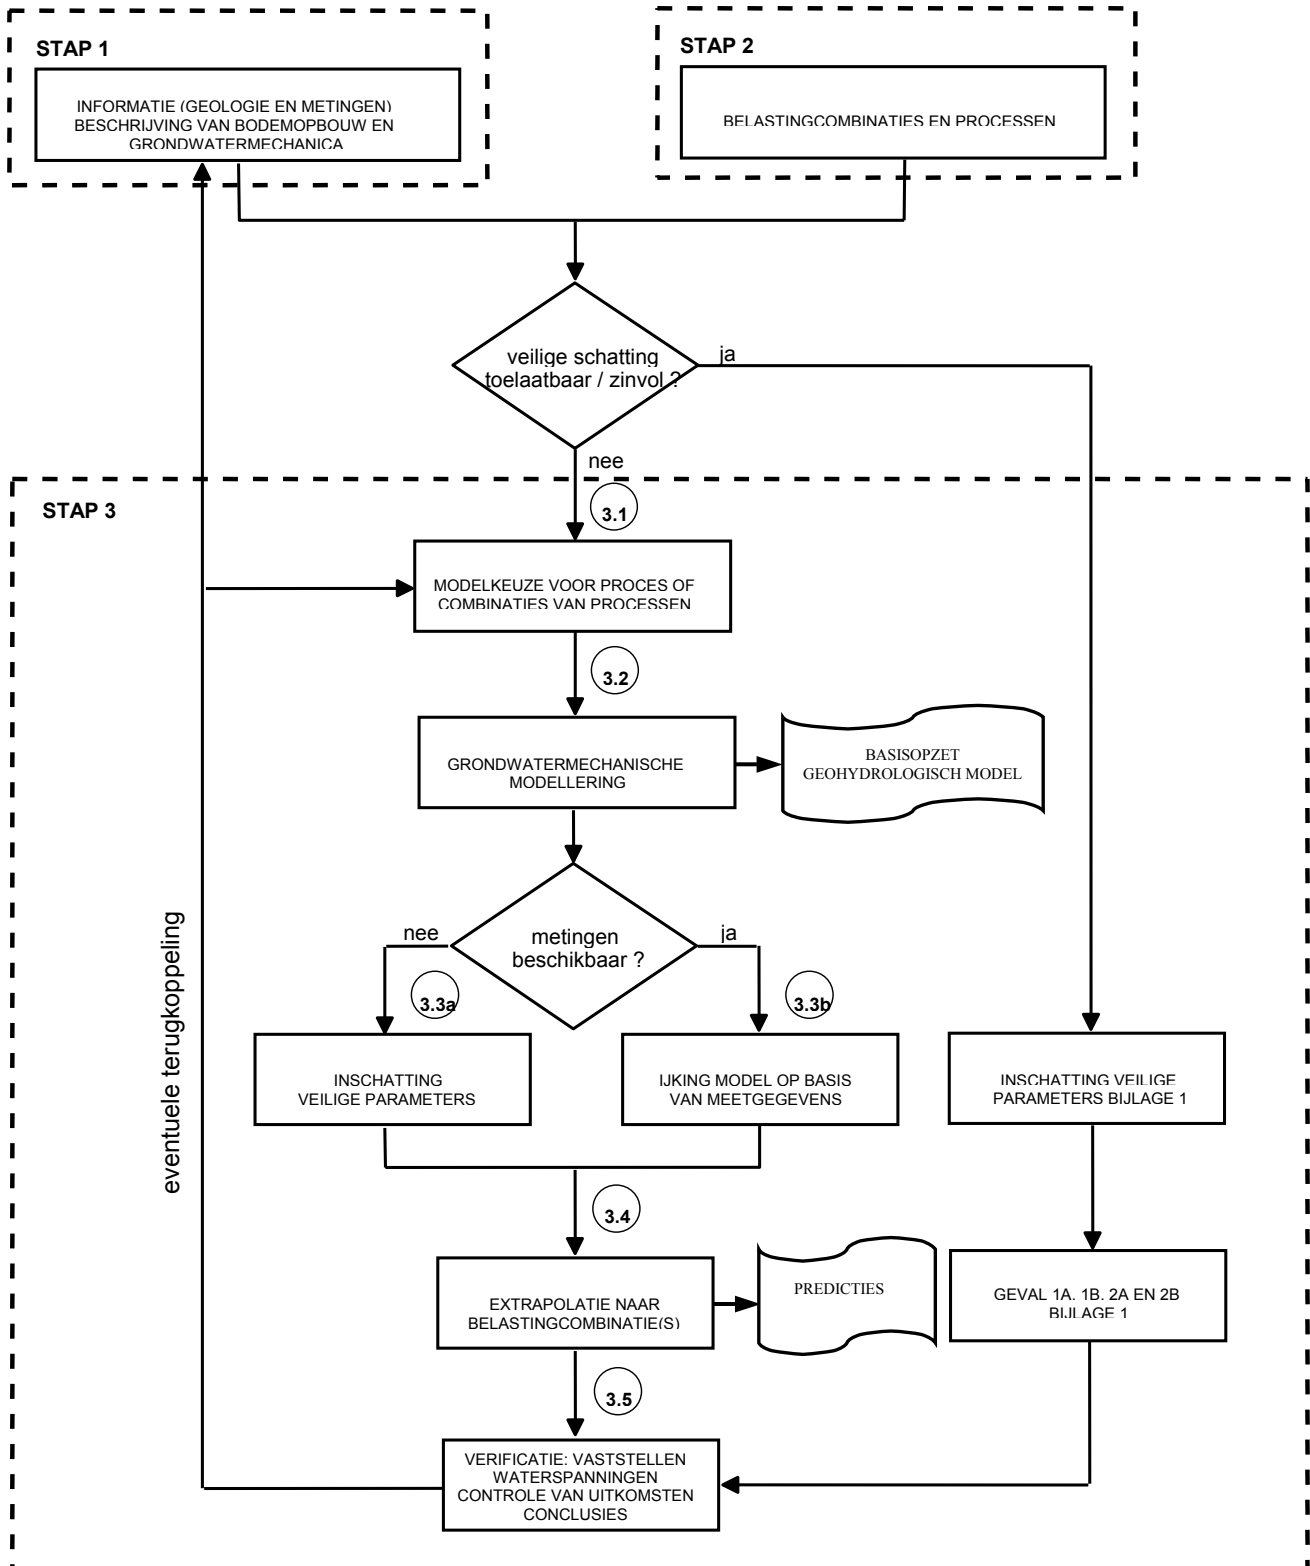 STAP 1
INFORMATIE (GEOLOGIE EN METINGEN)
BESCHRIJVING VAN BODEMOPBOUW EN
GRONDWATERMECHANICA
STAP 2
BELASTINGCOMBINATIES EN PROCESSEN
veilige schatting
toelaatbaar / zinvol ?
ja
nee
STAP 3
3.1
MODELKEUZE VOOR PROCES OF
COMBINATIES VAN PROCESSEN
3.2
GRONDWATERMECHANISCHE
MODELLERING
BASISOPZET
GEOHYDROLOGISCH MODEL
metingen
beschikbaar ?
nee
ja
3.3a
3.3b
INSCHATTING
VEILIGE PARAMETERS
IJKING MODEL OP BASIS
VAN MEETGEGEVENS
INSCHATTING VEILIGE
PARAMETERS BIJLAGE 1
eventuele terugkoppeling
3.4
EXTRAPOLATIE NAAR
BELASTINGCOMBINATIE(S)
PREDICTIES
GEVAL 1A. 1B. 2A EN 2B
BIJLAGE 1
3.5
VERIFICATIE: VASTSTELLEN
WATERSPANNINGEN
CONTROLE VAN UITKOMSTEN
CONCLUSIES